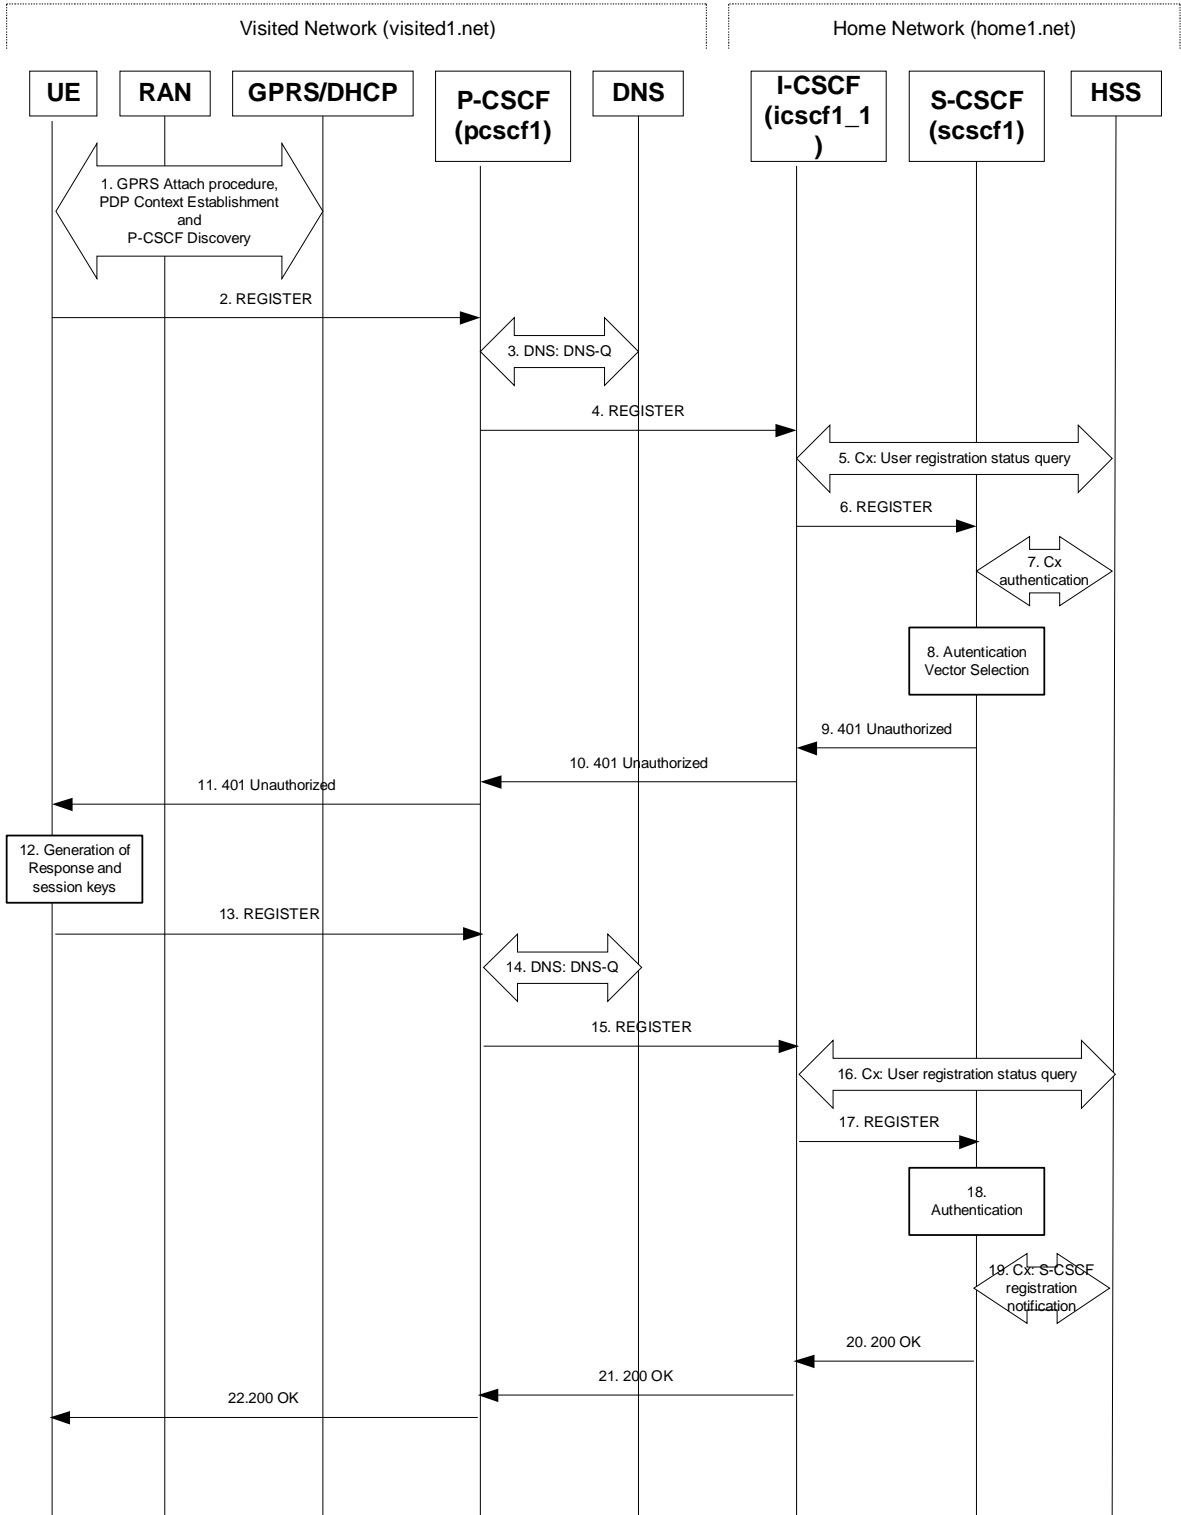 Visited Network (visited1.net)
Home Network (home1.net)
UE
RAN
GPRS/DHCP
P-CSCF
(pcscf1)
DNS
I-CSCF
(icscf1_1
)
S-CSCF
(scscf1)
HSS
1. GPRS Attach procedure,
PDP Context Establishment
and
P-CSCF Discovery
2. REGISTER
3. DNS: DNS-Q
4. REGISTER
5. Cx: User registration status query
6. REGISTER
7. Cx
authentication
8. Autentication
Vector Selection
9. 401 Unauthorized
10. 401 Unauthorized
11. 401 Unauthorized
12. Generation of
Response and
session keys
13. REGISTER
14. DNS: DNS-Q
15. REGISTER
16. Cx: User registration status query
17. REGISTER
18.
Authentication
19. Cx: S-CSCF
registration
notification
20. 200 OK
21. 200 OK
22.200 OK